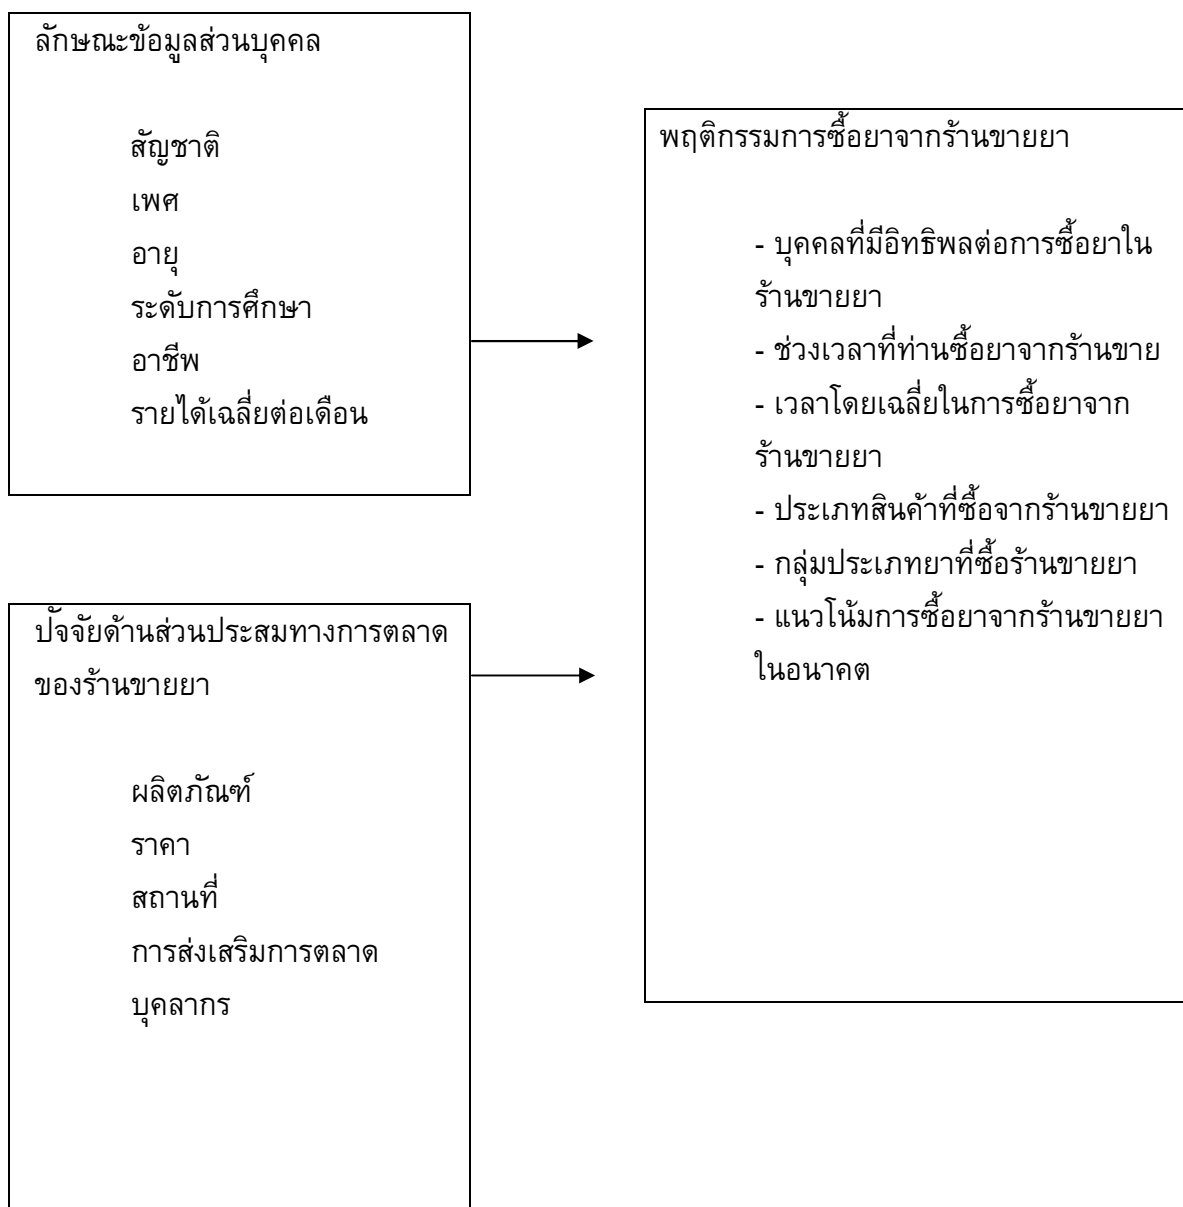 ลักษณะข้อมูลส่วนบุคคล
สัญชาติ
เพศ
อายุ
ระดับการศึกษา
อาชีพ
รายได้เฉลี่ยต่อเดือน
ปัจจัยด้านส่วนประสมทางการตลาด
ของร้านขายยา
ผลิตภัณฑ์
ราคา
สถานที่
การส่งเสริมการตลาด
บุคลากร
พฤติกรรมการซื้อยาจากร้านขายยา
- บุคคลที่มีอิทธิพลต่อการซื้อยาใน
ร้านขายยา
- ช่วงเวลาที่ท่านซื้อยาจากร้านขาย
- เวลาโดยเฉลี่ยในการซื้อยาจาก
ร้านขายยา
- ประเภทสินค้าที่ซื้อจากร้านขายยา
- กลุ่มประเภทยาที่ซื้อร้านขายยา
- แนวโน้มการซื้อยาจากร้านขายยา
ในอนาคต